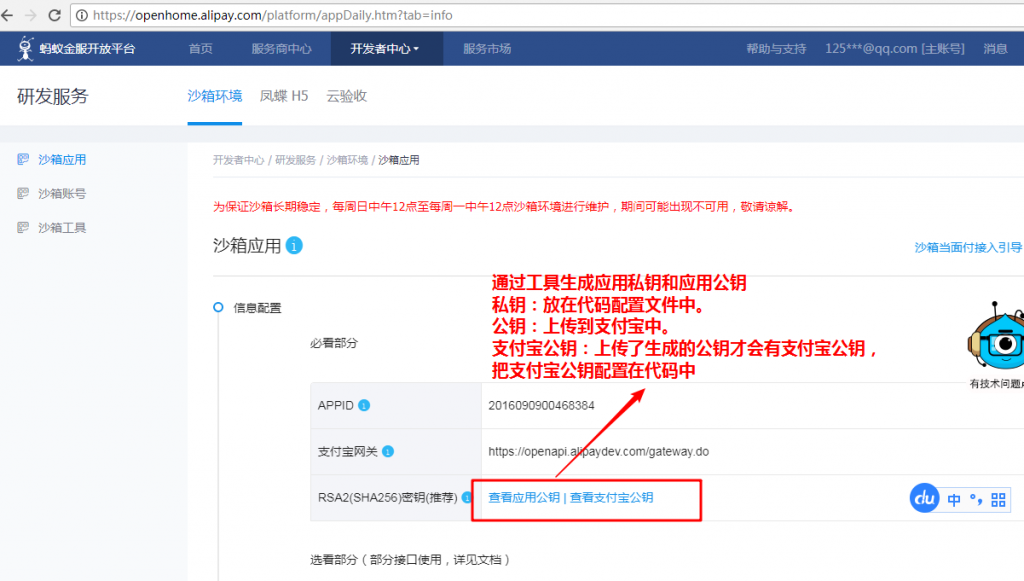 https://openhome.alipay.com/platform/appDaily.htm?tab=info
蚂蚁金服开放平台 首页 服务商中心 开发者中心 服务市场 帮助与支持 125***@qq.com [主账号] 消息
研发服务 沙箱环境 凤蝶 H5 云验收
沙箱应用
沙箱账号
沙箱工具
开发者中心 / 研发服务 / 沙箱环境 / 沙箱应用
为保证沙箱长期稳定，每周日中午12点至每周一中午12点沙箱环境进行维护，期间可能出现不可用，敬请谅解。
沙箱应用 沙箱当面付接入引导
通过工具生成应用私钥和应用公钥
私钥：放在代码配置文件中。
公钥：上传到支付宝中。
支付宝公钥：上传了生成的公钥才会有支付宝公钥，
把支付宝公钥配置在代码中
信息配置
必看部分
有技术问题
APPID 2016090900468384
支付宝网关 https://openapi.alipaydev.com/gateway.do
RSA2(SHA256)密钥(推荐) 查看应用公钥 | 查看支付宝公钥
du 中 °,
选看部分（部分接口使用，详见文档）